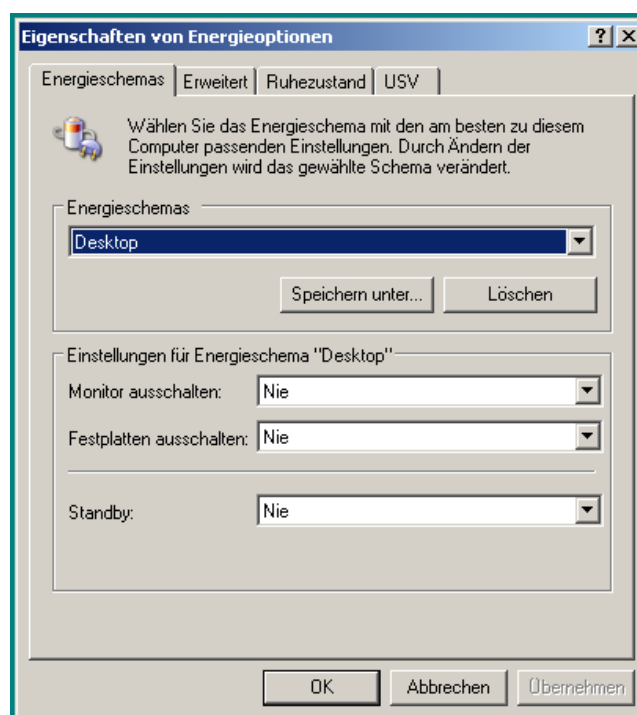 Eigenschaften von Energieoptionen
Energieschemas Erweitert Ruhezustand USV
Wählen Sie das Energieschema mit den am besten zu diesem
Computer passenden Einstellungen. Durch Ändern der
Einstellungen wird das gewählte Schema verändert.
Energieschemas
Desktop
Speichern unter... Löschen
Einstellungen für Energieschema "Desktop"
Monitor ausschalten: Nie
Festplatten ausschalten: Nie
Standby: Nie
OK Abbrechen Übernehmen